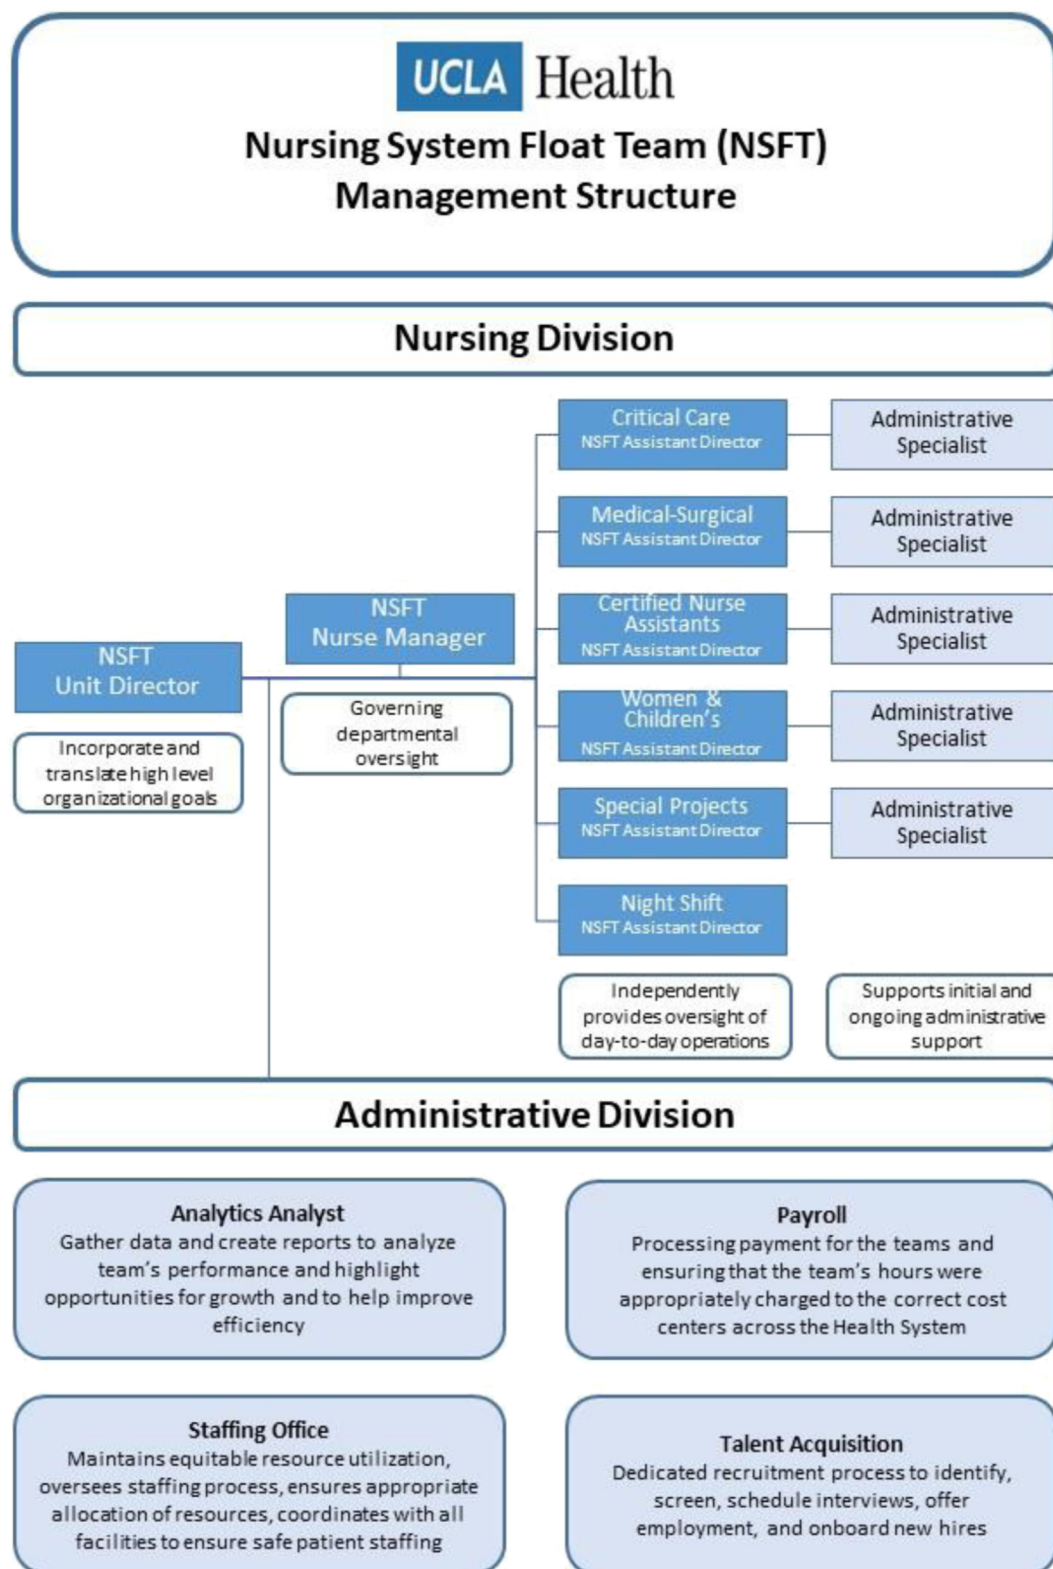 UCLA Health
Nursing System Float Team (NSFT)
Management Structure
Nursing Division
Critical Care
NSFT Assistant Director
Administrative
Specialist
Medical-Surgical
NSFT Assistant Director
Administrative
Specialist
Certified Nurse
Assistants
NSFT Assistant Director
Administrative
Specialist
NSFT
Nurse Manager
NSFT
Unit Director
Governing
departmental
oversight
Incorporate and
translate high level
organizational goals
Women &
Children's
NSFT Assistant Director
Administrative
Specialist
Special Projects
NSFT Assistant Director
Administrative
Specialist
Night Shift
NSFT Assistant Director
Independently
provides oversight of
day-to-day operations
Supports initial and
ongoing administrative
support
Administrative Division
Analytics Analyst
Gather data and create reports to analyze
team's performance and highlight
opportunities for growth and to help improve
efficiency
Payroll
Processing payment for the teams and
ensuring that the team's hours were
appropriately charged to the correct cost
centers across the Health System
Staffing Office
Maintains equitable resource utilization,
oversees staffing process, ensures appropriate
allocation of resources, coordinates with all
facilities to ensure safe patient staffing
Talent Acquisition
Dedicated recruitment process to identify,
screen, schedule interviews, offer
employment, and onboard new hires